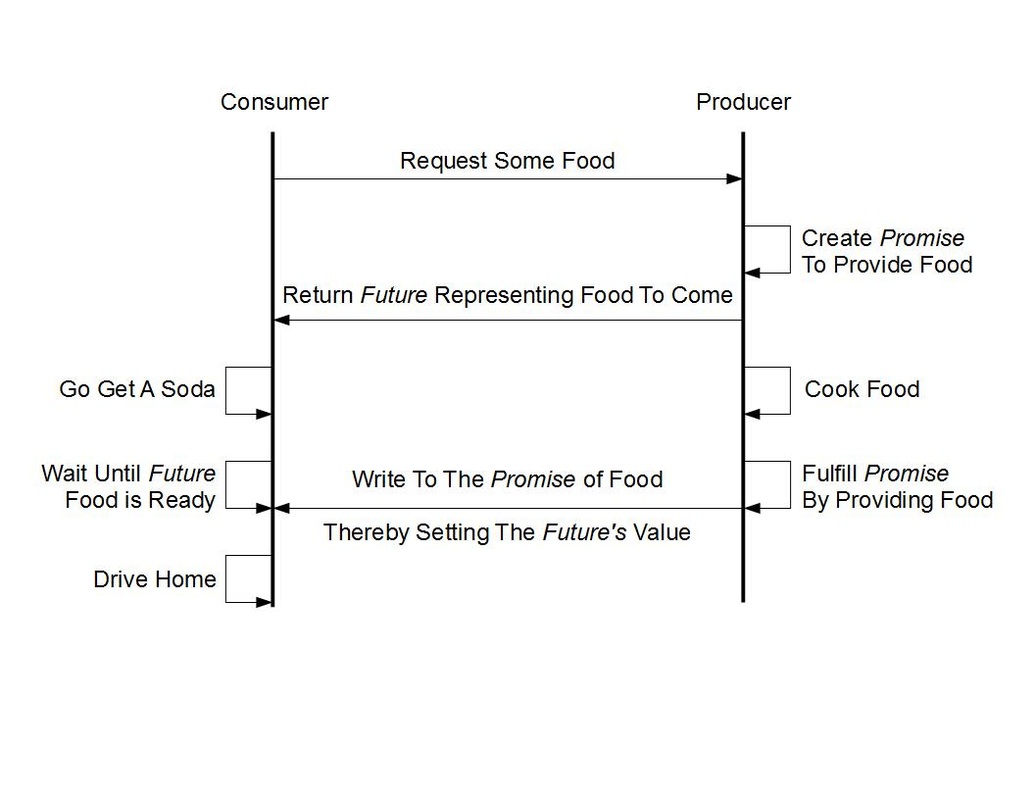 Consumer
Producer
Request Some Food
Create Promise
To Provide Food
Return Future Representing Food To Come
Go Get A Soda
Cook Food
Wait Until Future
Food is Ready
Write To The Promise of Food
Fulfill Promise
By Providing Food
Thereby Setting The Future's Value
Drive Home